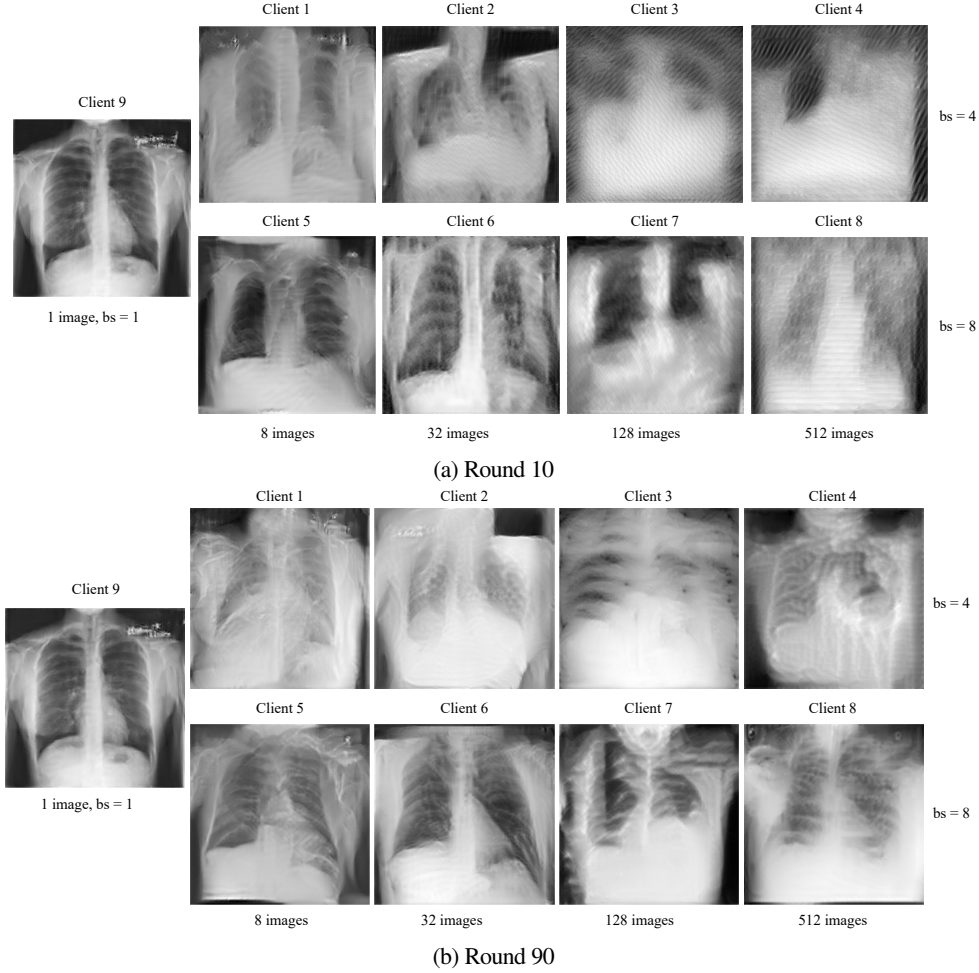 Client 1
Client 2
Client 3
Client 4
Client 9
bs = 4
Client 5
Client 6
Client 7
Client 8
1 image, bs = 1
bs = 8
8 images
32 images
128 images
512 images
(a) Round 10
Client 1
Client 2
Client 3
Client 4
Client 9
bs = 4
Client 5
Client 6
Client 7
Client 8
1 image, bs = 1
bs = 8
8 images
32 images
128 images
512 images
(b) Round 90